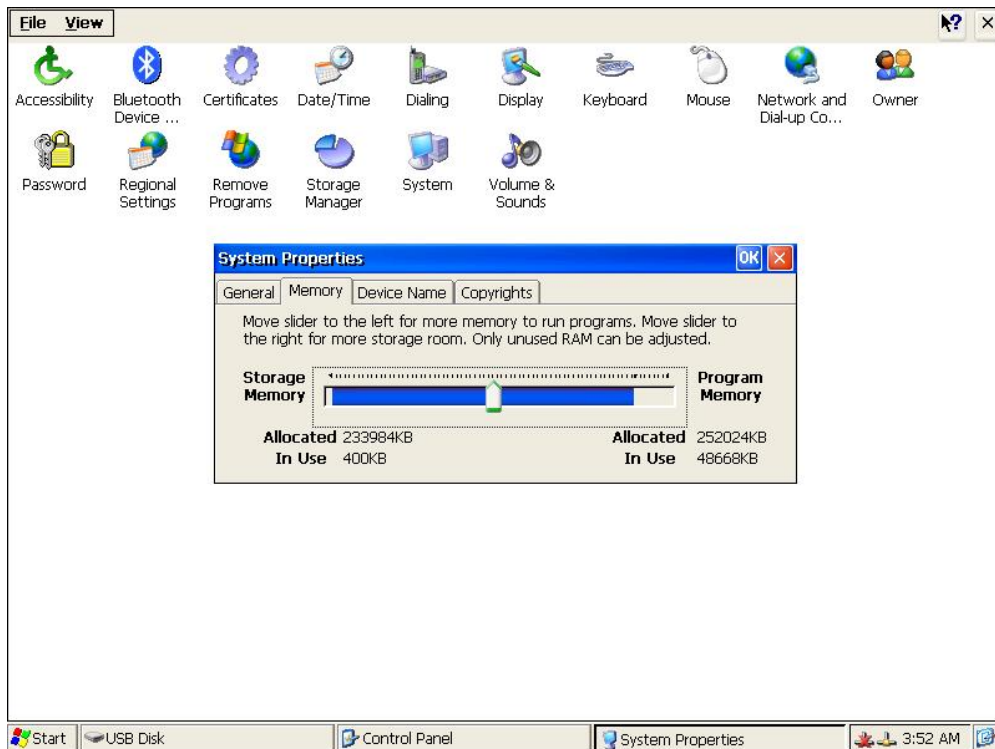 File View
Accessibility Bluetooth Device ... Certificates Date/Time Dialing Display Keyboard Mouse Network and Dial-up Co... Owner
Password Regional Settings Remove Programs Storage Manager System Volume & Sounds
System Properties OK
General Memory Device Name Copyrights
Move slider to the left for more memory to run programs. Move slider to
the right for more storage room. Only unused RAM can be adjusted.
Storage Memory Program Memory
Allocated 233984KB Allocated 252024KB
In Use 400KB In Use 48668KB
Start USB Disk Control Panel System Properties 3:52 AM